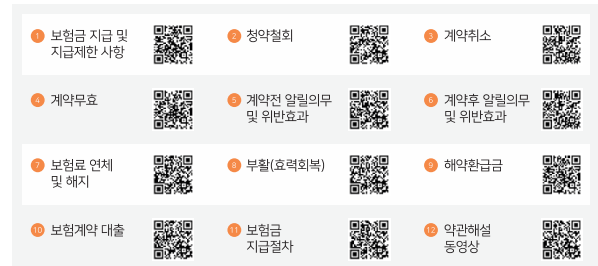 1 보험금 지급 및
지급제한 사항
2 청약철회
3 계약취소
4 계약무효
5 계약전 알릴의무
및 위반효과
6 계약후 알릴의무
및 위반효과
7 보험료 연체
및 해지
8 부활(효력회복)
9 해약환급금
10 보험계약 대출
11 보험금
지급절차
12 약관해설
동영상